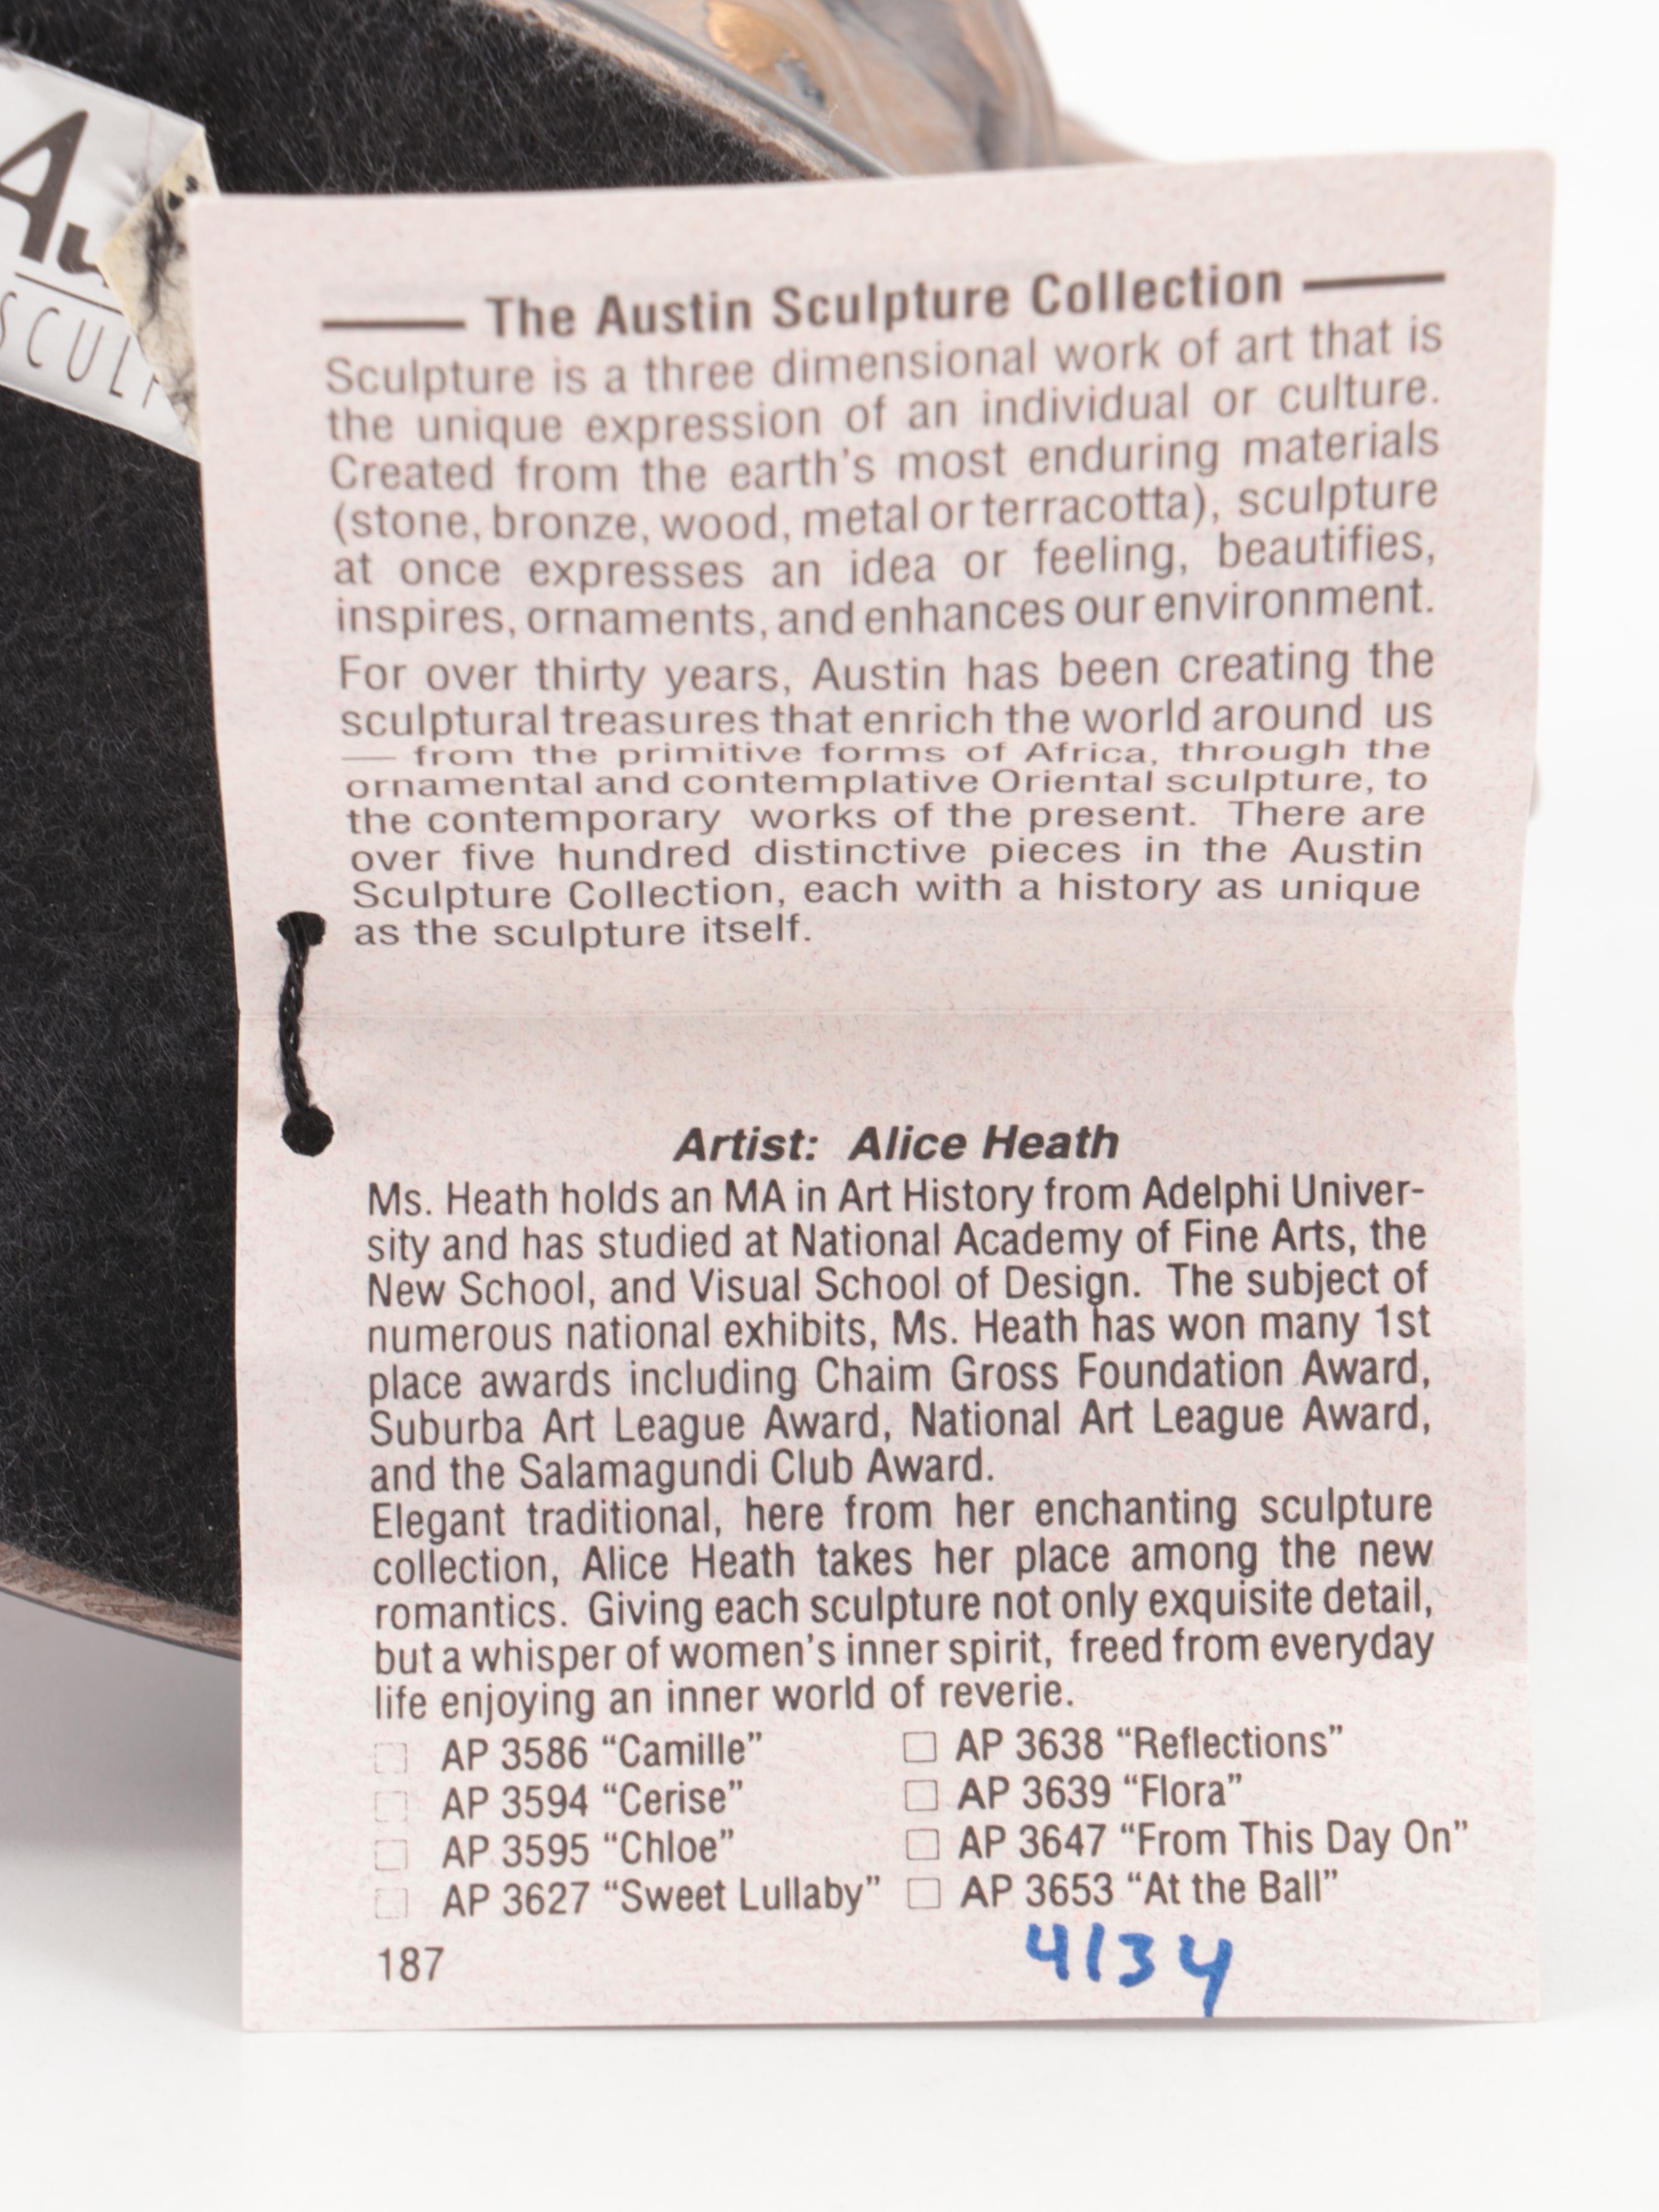 The Austin Sculpture Collection
Sculpture is a three dimensional work of art that is
the unique expression of an individual or culture.
Created from the earth's most enduring materials
(stone, bronze, wood, metal or terracotta), sculpture
at once expresses an idea or feeling, beautifies,
inspires, ornaments, and enhances our environment.
For over thirty years, Austin has been creating the
sculptural treasures that enrich the world around us
— from the primitive forms of Africa, through the
ornamental and contemplative Oriental sculpture, to
the contemporary works of the present. There are
over five hundred distinctive pieces in the Austin
Sculpture Collection, each with a history as unique
as the sculpture itself.
Artist: Alice Heath
Ms. Heath holds an MA in Art History from Adelphi Univer-
sity and has studied at National Academy of Fine Arts, the
New School, and Visual School of Design. The subject of
numerous national exhibits, Ms. Heath has won many 1st
place awards including Chaim Gross Foundation Award,
Suburba Art League Award, National Art League Award,
and the Salamagundi Club Award.
Elegant traditional, here from her enchanting sculpture
collection, Alice Heath takes her place among the new
romantics. Giving each sculpture not only exquisite detail,
but a whisper of women's inner spirit, freed from everyday
life enjoying an inner world of reverie.
☐ AP 3586 “Camille” ☐ AP 3638 “Reflections”
☐ AP 3594 “Cerise” ☐ AP 3639 “Flora”
☐ AP 3595 “Chloe” ☐ AP 3647 “From This Day On”
☐ AP 3627 “Sweet Lullaby” ☐ AP 3653 “At the Ball”
187 4134